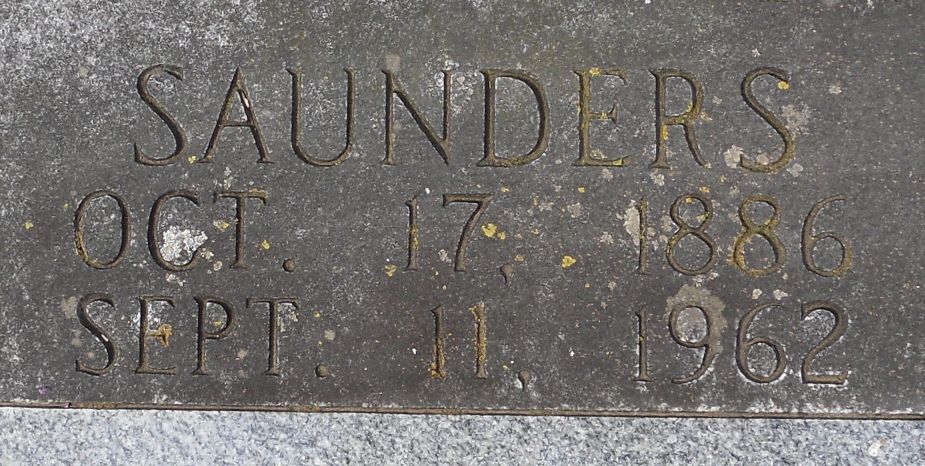 SAUNDERS
OCT. 17, 1886
SEPT. 11, 1962